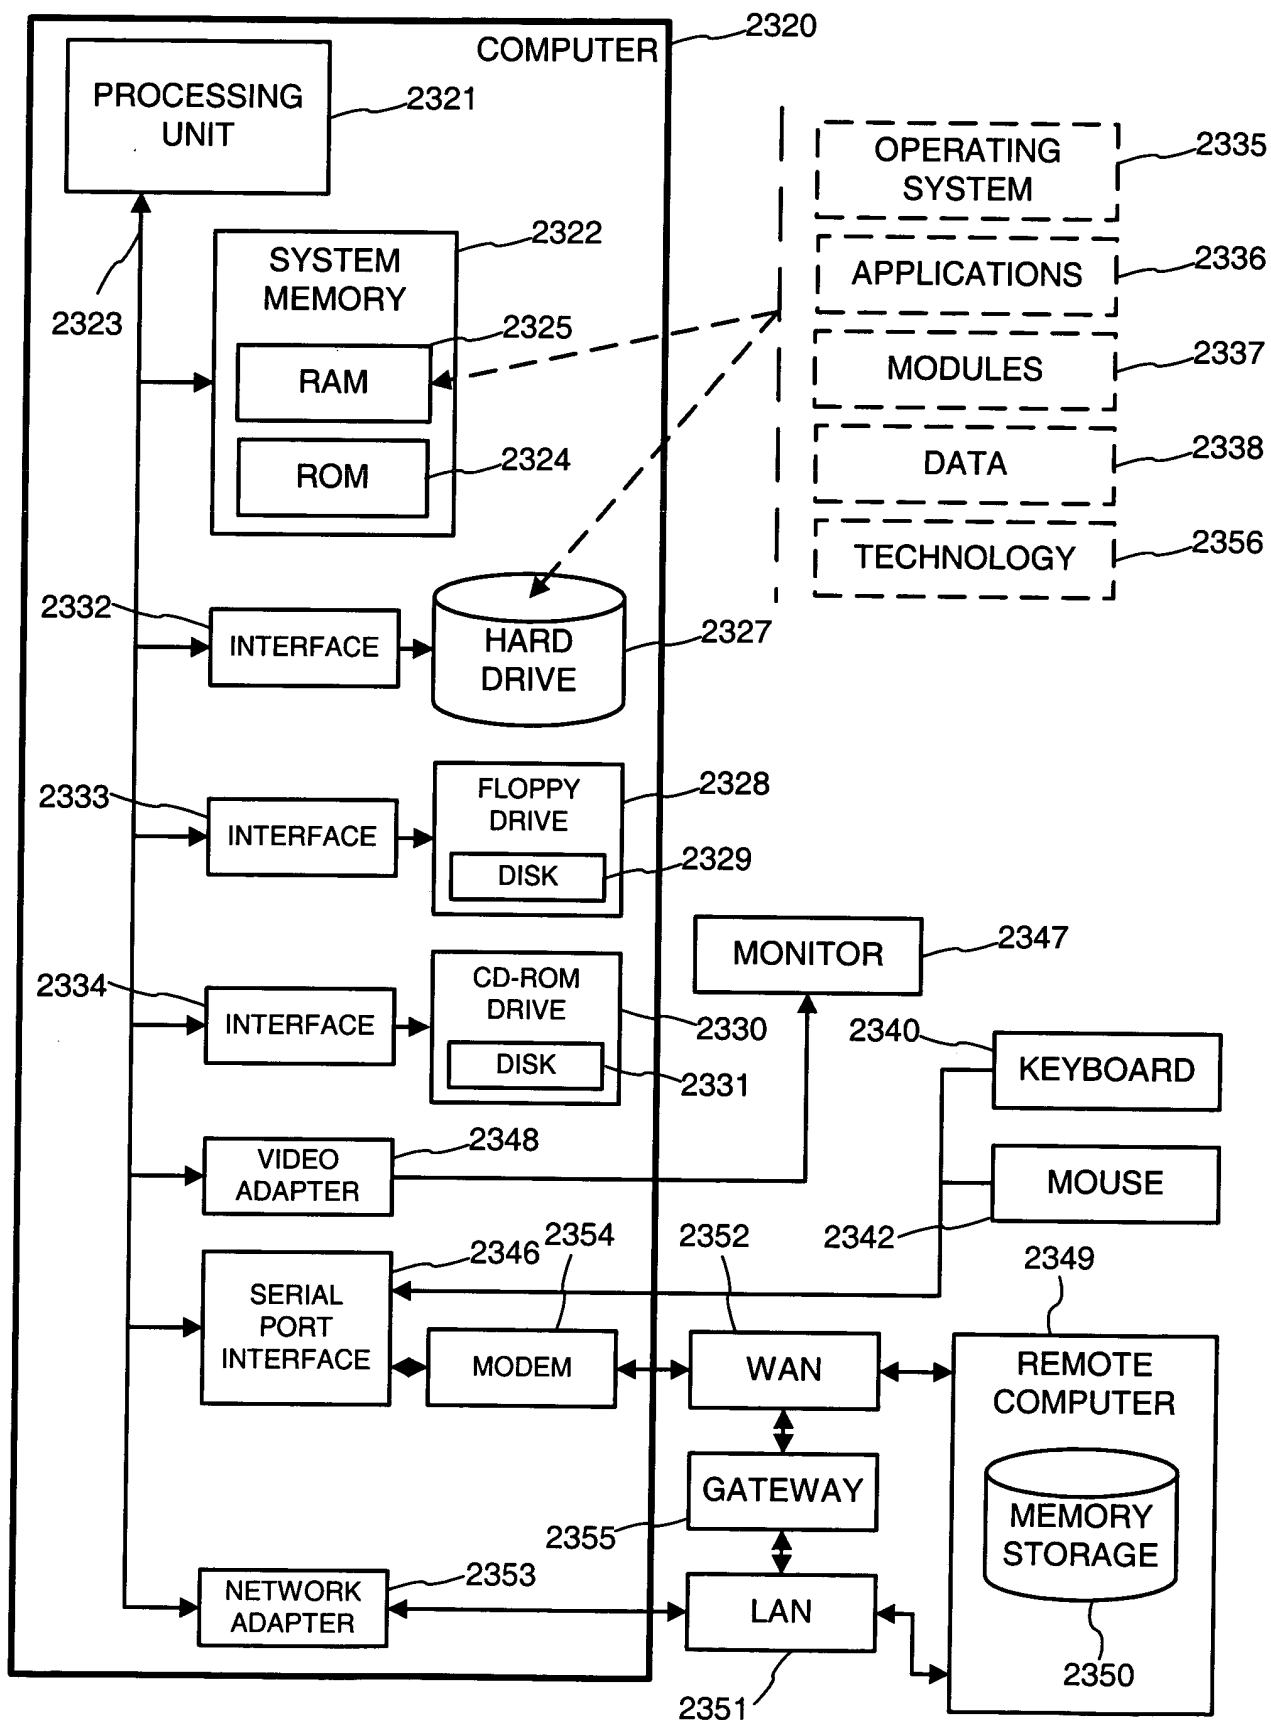 2320
COMPUTER
PROCESSING
UNIT
2321
2323
2322
SYSTEM
MEMORY
2325
RAM
2324
ROM
OPERATING
SYSTEM
2335
APPLICATIONS
2336
MODULES
2337
DATA
2338
TECHNOLOGY
2356
2332
INTERFACE
HARD
DRIVE
2327
2333
INTERFACE
FLOPPY
DRIVE
2328
DISK
2329
2334
INTERFACE
CD-ROM
DRIVE
2330
DISK
2331
MONITOR
2347
2340
KEYBOARD
MOUSE
2342
VIDEO
ADAPTER
2348
2346
SERIAL
PORT
INTERFACE
2354
MODEM
2352
WAN
2349
REMOTE
COMPUTER
GATEWAY
2355
MEMORY
STORAGE
2350
NETWORK
ADAPTER
2353
LAN
2351